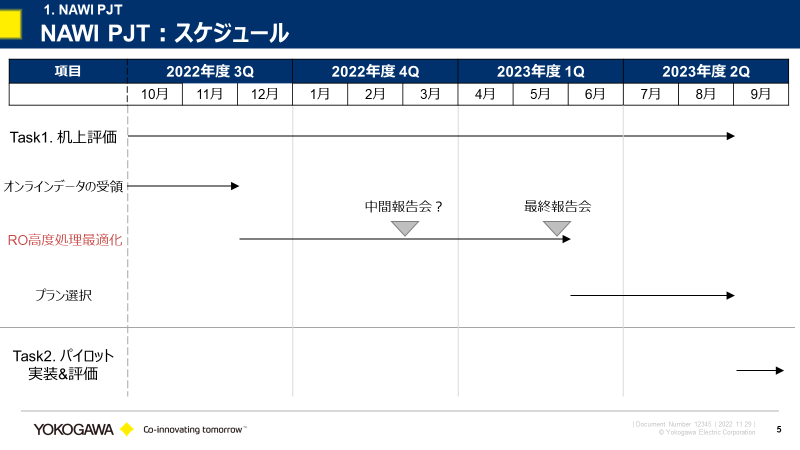 1. NAWI PJT
NAWI PJT：スケジュール
項目 2022年度 3Q 2022年度 4Q 2023年度 1Q 2023年度 2Q
10月 11月 12月 1月 2月 3月 4月 5月 6月 7月 8月 9月
Task1. 机上評価
オンラインデータの受領
中間報告会？ 最終報告会
RO高度処理最適化
プラン選択
Task2. パイロット
実装&評価
YOKOGAWA Co-innovating tomorrow™
| Document Number 12345 | 2022.11.29 |
© Yokogawa Electric Corporation
5